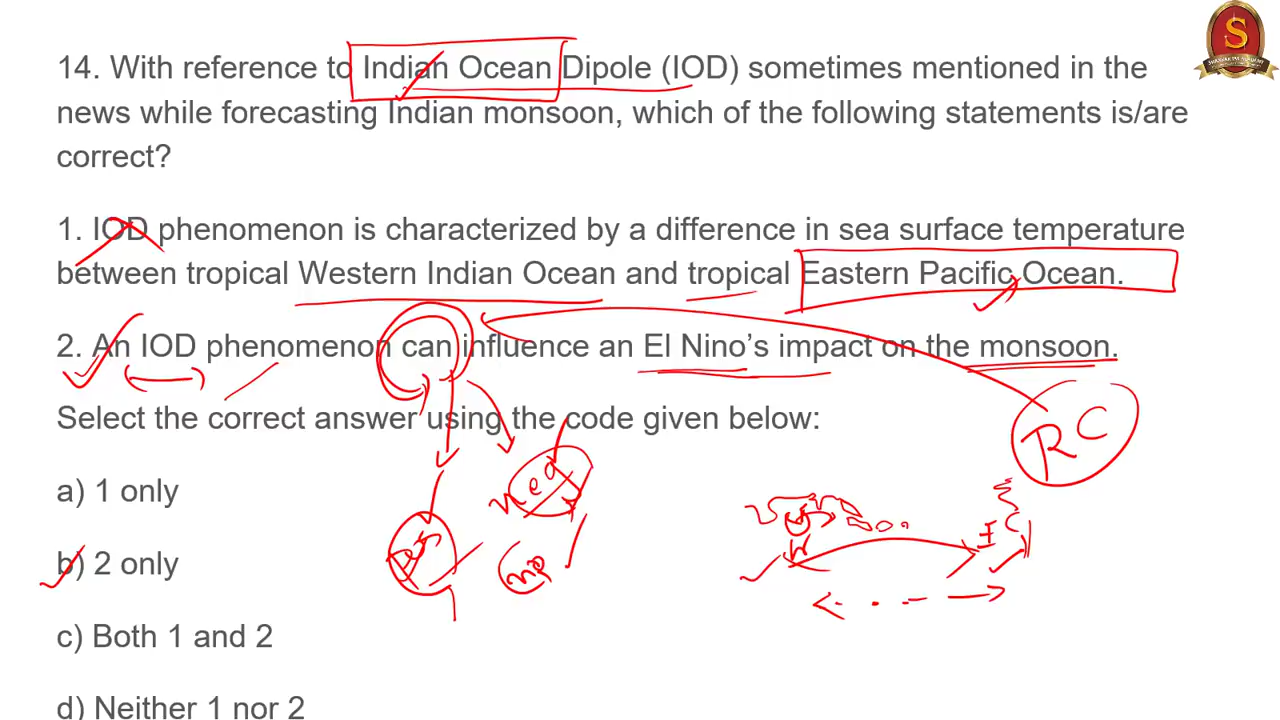 14. With reference to Indian Ocean Dipole (IOD) sometimes mentioned in the
news while forecasting Indian monsoon, which of the following statements is/are
correct?
1. IOD phenomenon is characterized by a difference in sea surface temperature
between tropical Western Indian Ocean and tropical Eastern Pacific Ocean.
2. An IOD phenomenon can influence an El Nino's impact on the monsoon.
Select the correct answer using the code given below:
RC
a) 1 only
neg
S
b) 2 only
c) Both 1 and 2
d) Neither 1 nor 2